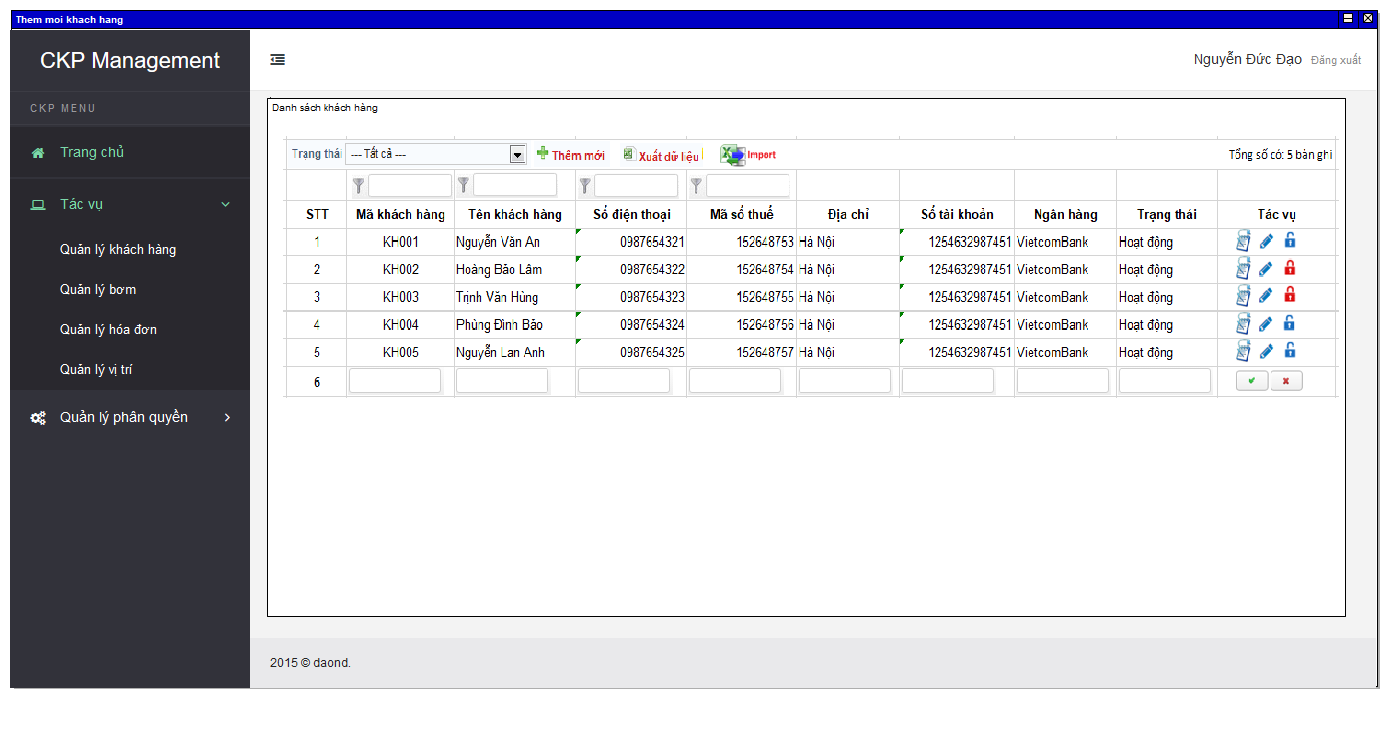 Them moi khach hang
CKP Management
Nguyễn Đức Đạo Đăng xuất
CKP MENU
Trang chủ
Tác vụ
Quản lý khách hàng
Quản lý bơm
Quản lý hóa đơn
Quản lý vị trí
Quản lý phân quyền
Danh sách khách hàng
Trạng thái --- Tất cả --- Thêm mới Xuất dữ liệu Import Tổng số có: 5 bản ghi
STT Mã khách hàng Tên khách hàng Số điện thoại Mã số thuế Địa chỉ Số tài khoản Ngân hàng Trạng thái Tác vụ
1 KH001 Nguyễn Văn An 0987654321 152648753 Hà Nội 1254632987451 VietcomBank Hoạt động
2 KH002 Hoàng Bảo Lâm 0987654322 152648754 Hà Nội 1254632987451 VietcomBank Hoạt động
3 KH003 Trịnh Văn Hùng 0987654323 152648755 Hà Nội 1254632987451 VietcomBank Hoạt động
4 KH004 Phùng Đình Bảo 0987654324 152648756 Hà Nội 1254632987451 VietcomBank Hoạt động
5 KH005 Nguyễn Lan Anh 0987654325 152648757 Hà Nội 1254632987451 VietcomBank Hoạt động
6
2015 © daond.